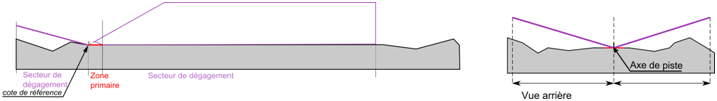 Secteur de
dégagement
Zone
primaire
Secteur de dégagement
cote de référence
Axe de piste
Vue arrière